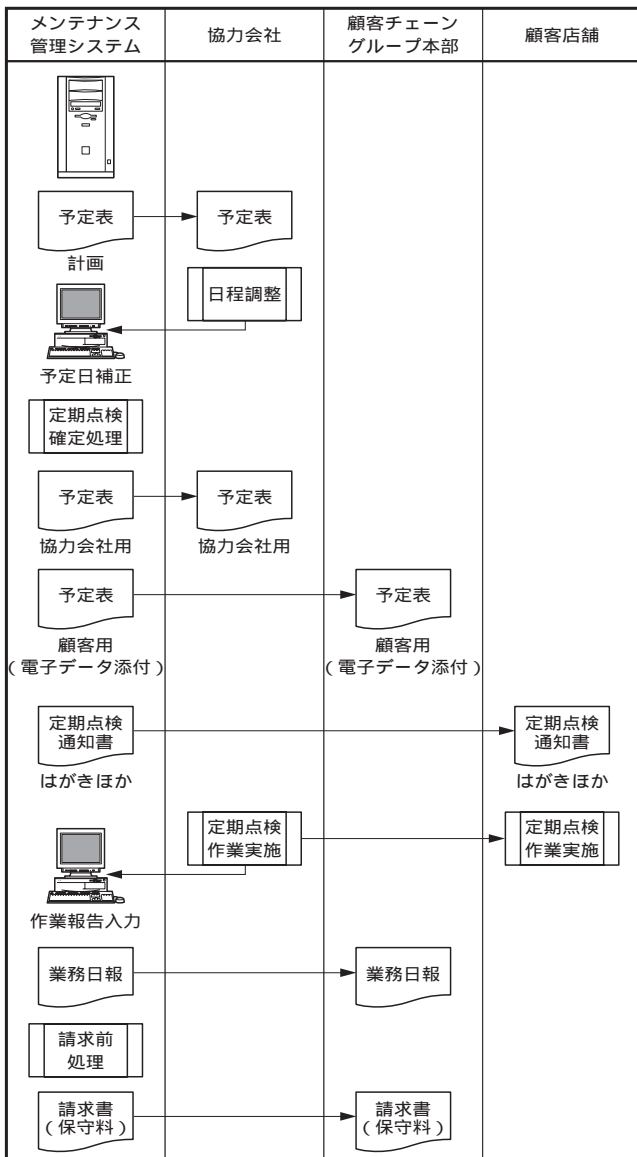 メンテナンス
管理システム
協力会社
顧客チェーン
グループ本部
顧客店舗
予定表
予定表
計画
日程調整
予定日補正
定期点検
確定処理
予定表
予定表
協力会社用
協力会社用
予定表
予定表
顧客用
(電子データ添付)
顧客用
(電子データ添付)
定期点検
通知書
定期点検
通知書
はがきほか
はがきほか
定期点検
作業実施
定期点検
作業実施
作業報告入力
業務日報
業務日報
請求前
処理
請求書
(保守料)
請求書
(保守料)